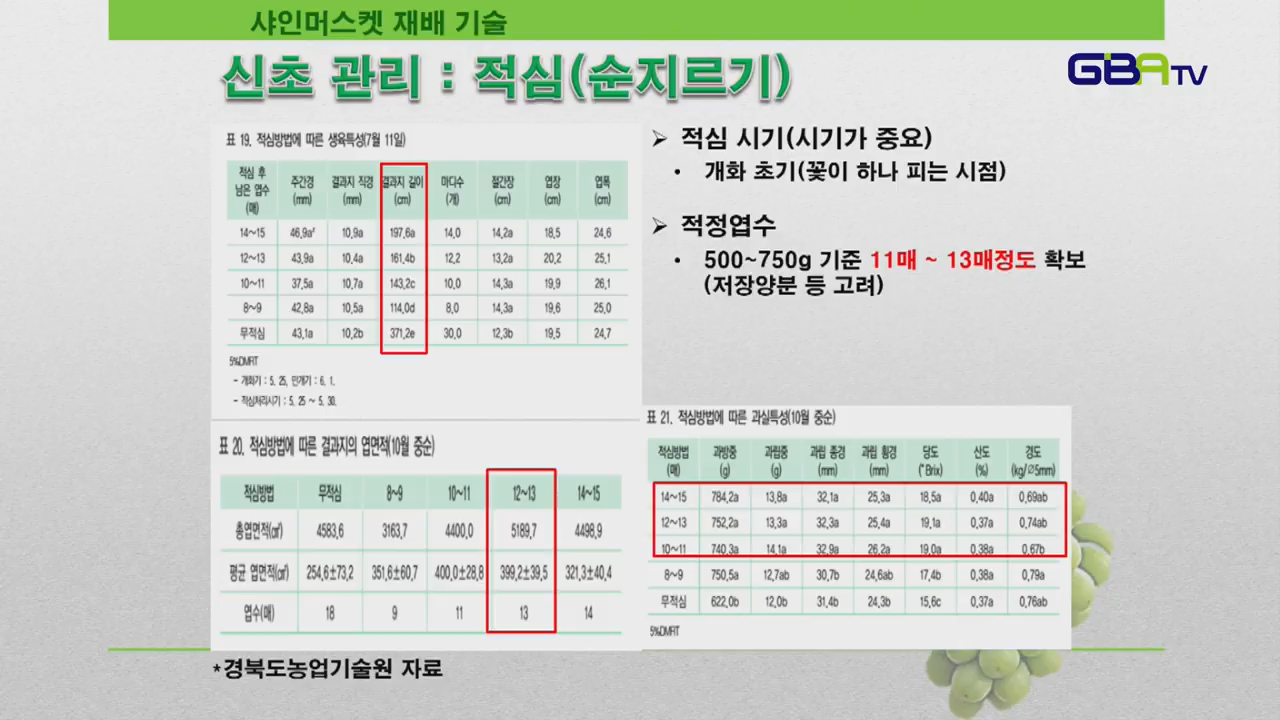 샤인머스켓 재배 기술
신초 관리 : 적심(순지르기)
GBA TV
표 19. 적심방법에 따른 생육특성(7월 11일)
적심 후 남은 엽수 (매) 주간경 (mm) 결과지 직경 (mm) 결과지 길이 (cm) 마디수 (개) 절간장 (cm) 엽장 (cm) 엽폭 (cm)
14~15 46.9aᶻ 10.9a 197.6a 14.0 14.2a 18.5 24.6
12~13 43.9a 10.4a 161.4b 12.2 13.2a 20.2 25.1
10~11 37.5a 10.7a 143.2c 10.0 14.3a 19.9 26.1
8~9 42.8a 10.5a 114.0d 8.0 14.3a 19.6 25.0
무적심 43.1a 10.2b 371.2e 30.0 12.3b 19.5 24.7
5%DMRT
- 개화기 : 5. 25, 만개기 : 6. 1.
- 적심처리시기 : 5. 25 ~ 5. 30.
➢ 적심 시기(시기가 중요)
• 개화 초기(꽃이 하나 피는 시점)
➢ 적정엽수
• 500~750g 기준 11매 ~ 13매정도 확보
(저장양분 등 고려)
표 20. 적심방법에 따른 결과지의 엽면적(10월 중순)
적심방법 무적심 8~9 10~11 12~13 14~15
총엽면적(㎠) 4583.6 3163.7 4400.0 5189.7 4498.9
평균 엽면적(㎠) 254.6±73.2 351.6±60.7 400.0±28.8 399.2±39.5 321.3±40.4
엽수(매) 18 9 11 13 14
표 21. 적심방법에 따른 과실특성(10월 중순)
적심방법 (매) 과방중 (g) 과립중 (g) 과립 종경 (mm) 과립 횡경 (mm) 당도 (°Brix) 산도 (%) 경도 (kg/∅5mm)
14~15 784.2a 13.8a 32.1a 25.3a 18.5a 0.40a 0.69ab
12~13 752.2a 13.3a 32.3a 25.4a 19.1a 0.37a 0.74ab
10~11 740.3a 14.1a 32.9a 26.2a 19.0a 0.38a 0.67b
8~9 750.5a 12.7ab 30.7b 24.6ab 17.4b 0.38a 0.79a
무적심 622.0b 12.0b 31.4b 24.3b 15.6c 0.37a 0.76ab
5%DMRT
*경북도농업기술원 자료